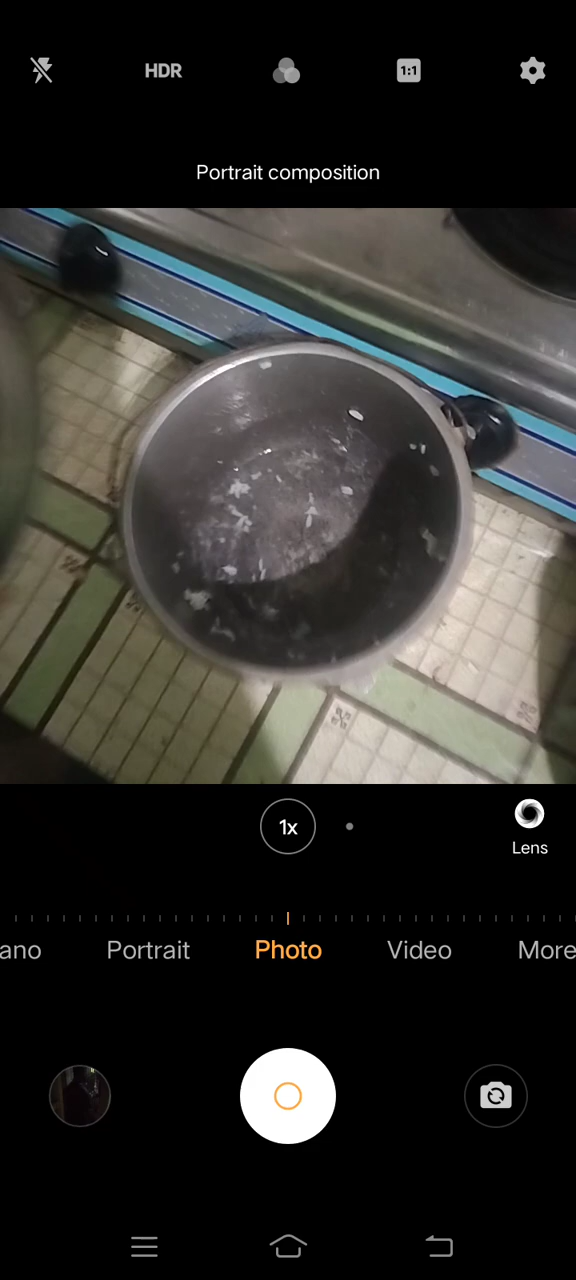 HDR
1:1
Portrait composition
1x
Lens
ano
Portrait
Photo
Video
More